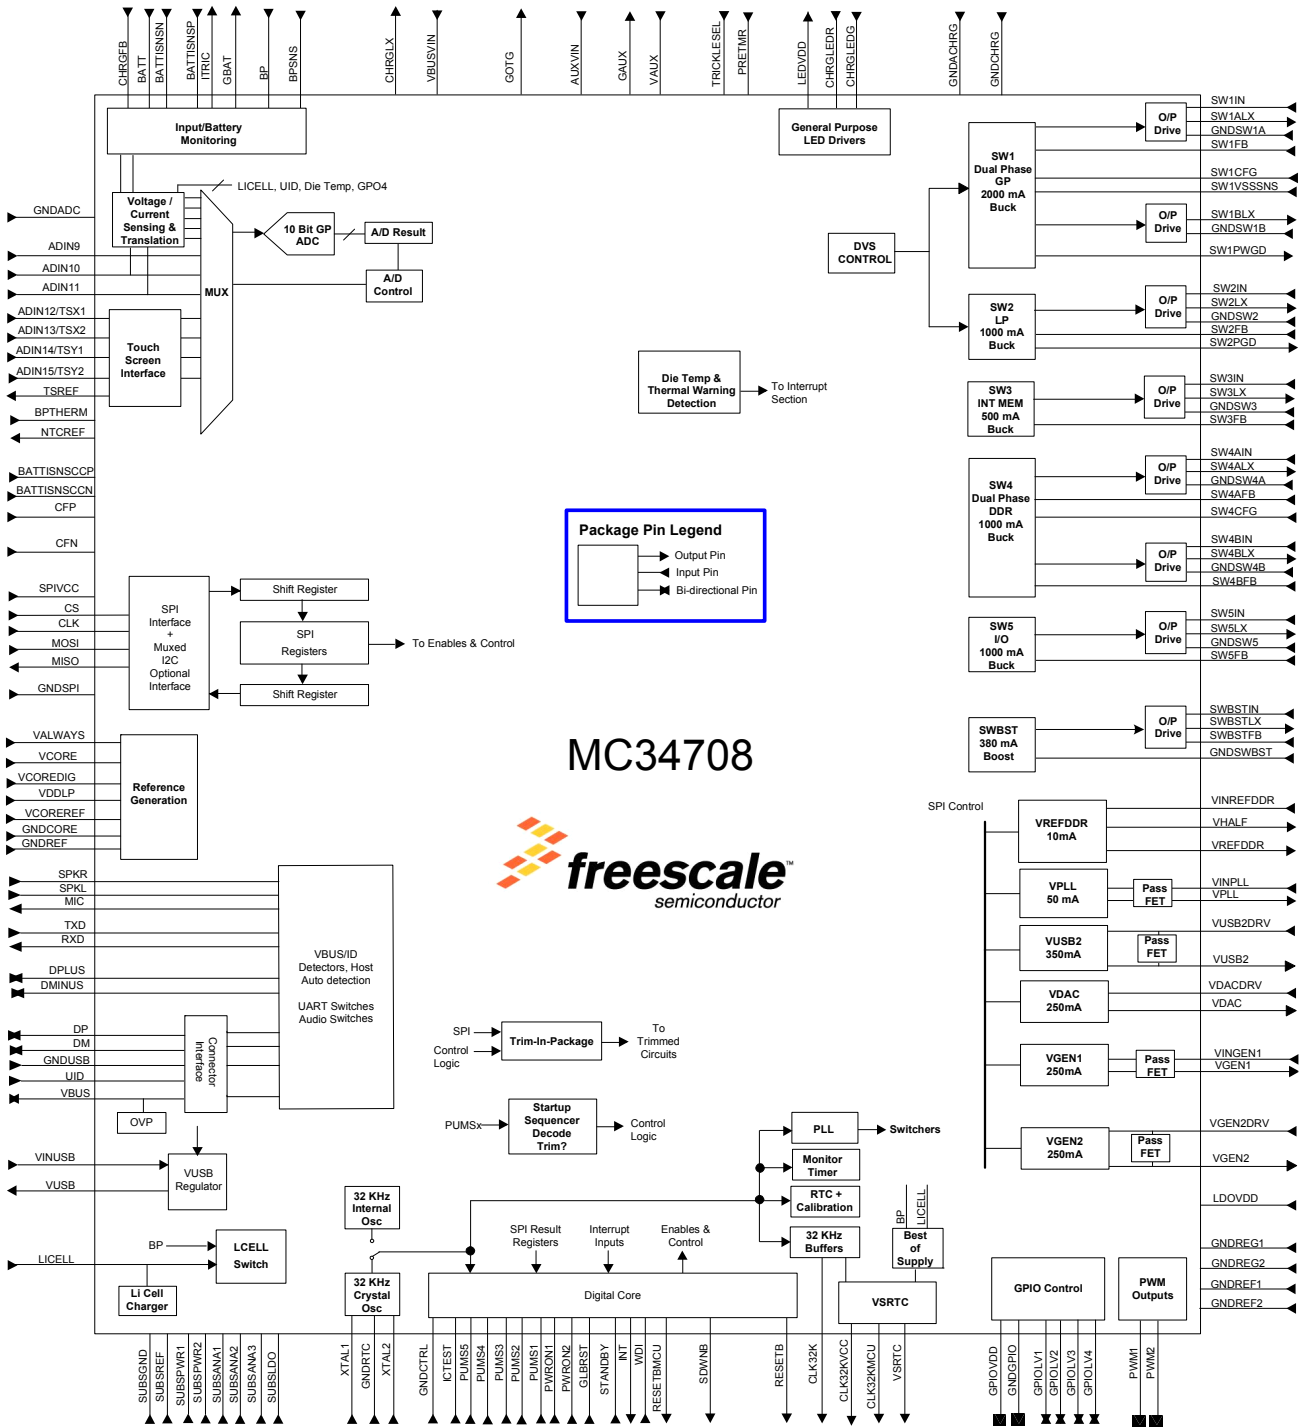 CHRGFB
BATT
BATTISNSN
BATTISNSP
ITRIC
GBAT
BP
BPSNS
CHRGLX
VBUSVIN
GOTG
AUXVIN
GAUX
VAUX
TRICKLESEL
PRETMR
LEDVDD
CHRGLEDR
CHRGLEDG
GNDACHRG
GNDCHRG
Input/Battery
Monitoring
General Purpose
LED Drivers
LICELL, UID, Die Temp, GPO4
Voltage /
Current
Sensing &
Translation
MUX
10 Bit GP
ADC
A/D Result
A/D
Control
Touch
Screen
Interface
GNDADC
ADIN9
ADIN10
ADIN11
ADIN12/TSX1
ADIN13/TSX2
ADIN14/TSY1
ADIN15/TSY2
TSREF
BPTHERM
NTCREF
BATTISNSCCP
BATTISNSCCN
CFP
CFN
SPIVCC
CS
CLK
MOSI
MISO
GNDSPI
SPI
Interface
+
Muxed
I2C
Optional
Interface
Shift Register
SPI
Registers
Shift Register
To Enables & Control
VALWAYS
VCORE
VCOREDIG
VDDLP
VCOREREF
GNDCORE
GNDREF
Reference
Generation
SPKR
SPKL
MIC
TXD
RXD
DPLUS
DMINUS
DP
DM
GNDUSB
UID
VBUS
VBUS/ID
Detectors, Host
Auto detection
UART Switches
Audio Switches
Connector
Interface
OVP
VINUSB
VUSB
VUSB
Regulator
LICELL
BP
LCELL
Switch
Li Cell
Charger
DVS
CONTROL
Die Temp &
Thermal Warning
Detection
To Interrupt
Section
Package Pin Legend
Output Pin
Input Pin
Bi-directional Pin
MC34708
freescale™
semiconductor
SPI
Control
Logic
Trim-In-Package
To
Trimmed
Circuits
PUMSx
Startup
Sequencer
Decode
Trim?
Control
Logic
PLL
Switchers
Monitor
Timer
RTC +
Calibration
32 KHz
Buffers
32 KHz
Internal
Osc
32 KHz
Crystal
Osc
SPI Result
Registers
Interrupt
Inputs
Enables &
Control
Digital Core
BP
LICELL
Best
of
Supply
VSRTC
GPIO Control
PWM
Outputs
SW1
Dual Phase
GP
2000 mA
Buck
O/P
Drive
O/P
Drive
SW1IN
SW1ALX
GNDSW1A
SW1FB
SW1CFG
SW1VSSSNS
SW1BLX
GNDSW1B
SW1PWGD
SW2
LP
1000 mA
Buck
O/P
Drive
SW2IN
SW2LX
GNDSW2
SW2FB
SW2PGD
SW3
INT MEM
500 mA
Buck
O/P
Drive
SW3IN
SW3LX
GNDSW3
SW3FB
SW4
Dual Phase
DDR
1000 mA
Buck
O/P
Drive
O/P
Drive
SW4AIN
SW4ALX
GNDSW4A
SW4AFB
SW4CFG
SW4BIN
SW4BLX
GNDSW4B
SW4BFB
SW5
I/O
1000 mA
Buck
O/P
Drive
SW5IN
SW5LX
GNDSW5
SW5FB
SWBST
380 mA
Boost
O/P
Drive
SWBSTIN
SWBSTLX
SWBSTFB
GNDSWBST
SPI Control
VREFDDR
10mA
VINREFDDR
VHALF
VREFDDR
VPLL
50 mA
Pass
FET
VINPLL
VPLL
VUSB2
350mA
Pass
FET
VUSB2DRV
VUSB2
VDAC
250mA
VDACDRV
VDAC
VGEN1
250mA
Pass
FET
VINGEN1
VGEN1
VGEN2
250mA
Pass
FET
VGEN2DRV
VGEN2
LDOVDD
GNDREG1
GNDREG2
GNDREF1
GNDREF2
SUBSGND
SUBSREF
SUBSPWR1
SUBSPWR2
SUBSANA1
SUBSANA2
SUBSANA3
SUBSLDO
XTAL1
GNDRTC
XTAL2
GNDCTRL
ICTEST
PUMS5
PUMS4
PUMS3
PUMS2
PUMS1
PWRON1
PWRON2
GLBRST
STANDBY
INT
WDI
RESETBMCU
SDWNB
RESETB
CLK32K
CLK32KVCC
CLK32KMCU
VSRTC
GPIOVDD
GNDGPIO
GPIOLV1
GPIOLV2
GPIOLV3
GPIOLV4
PWM1
PWM2